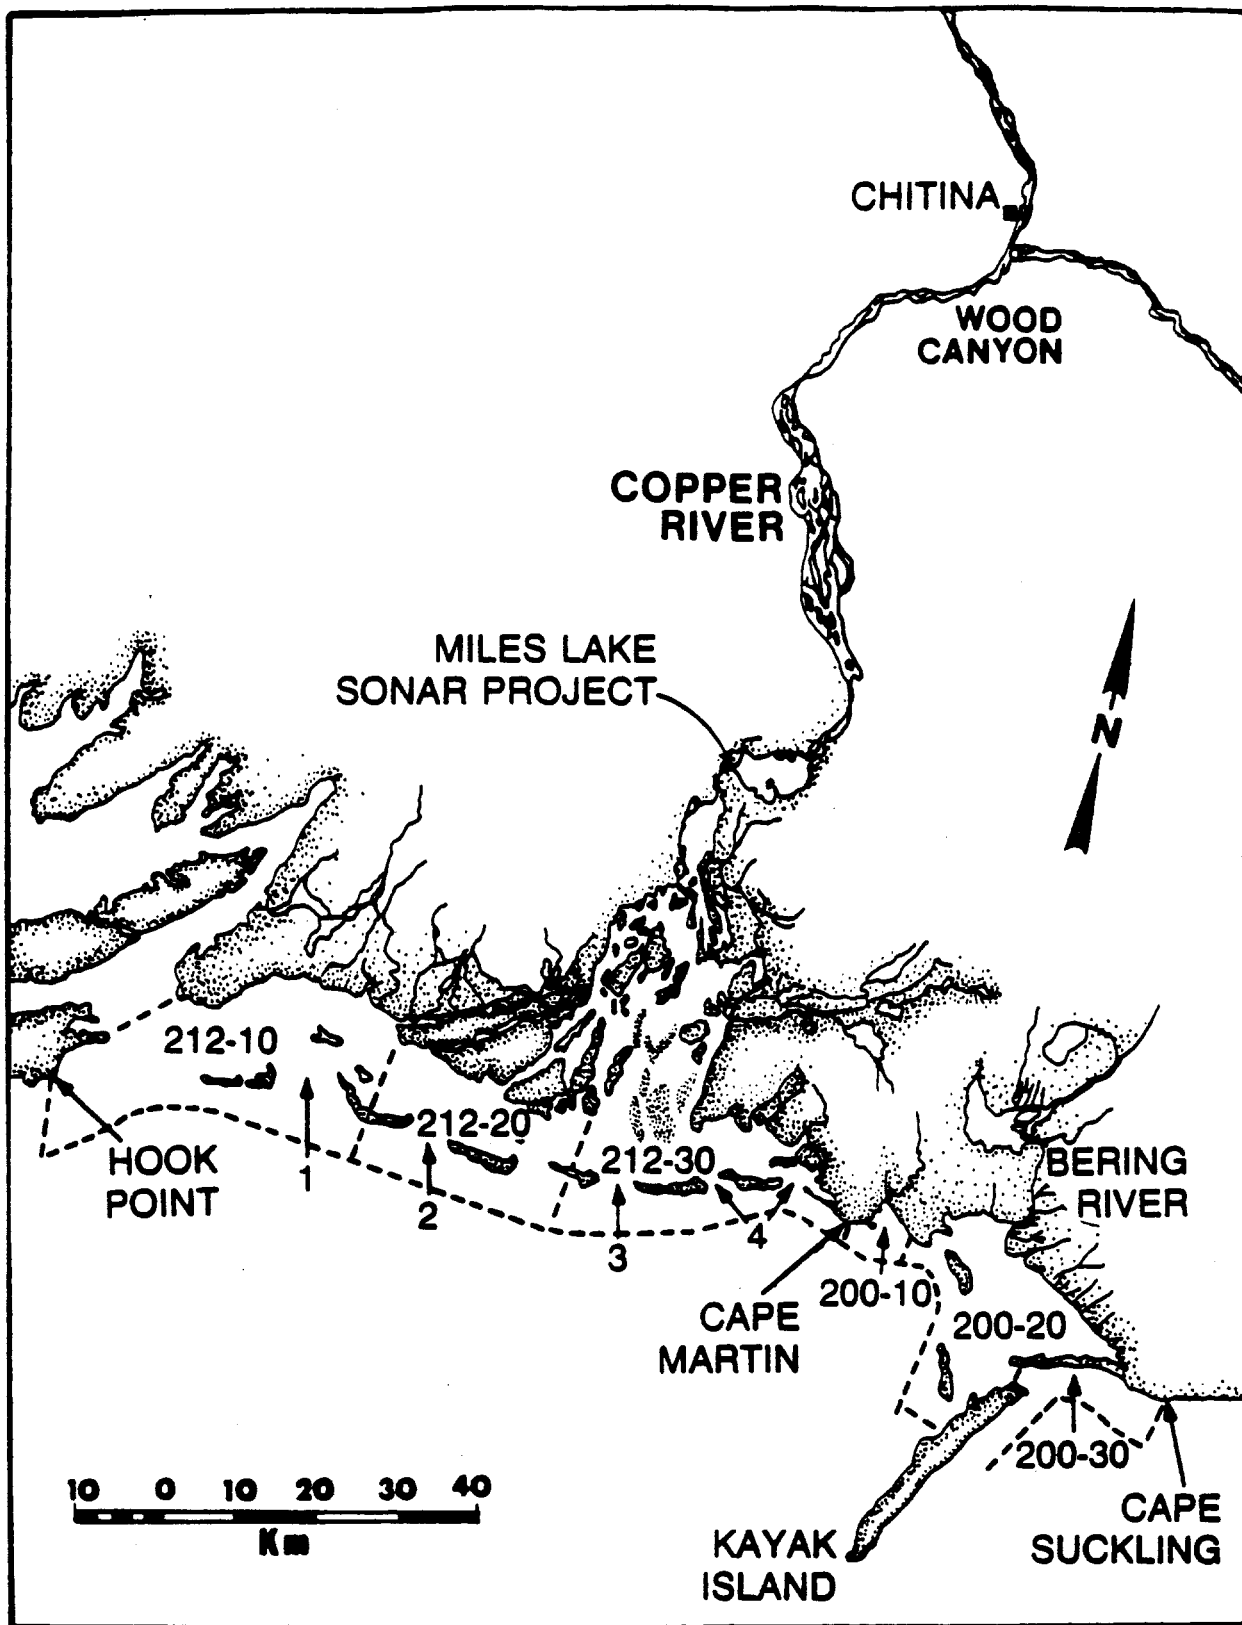 CHITINA
WOOD
CANYON
COPPER
RIVER
MILES LAKE
SONAR PROJECT
N
212-10
212-20
212-30
HOOK
POINT
1
2
3
4
BERING
RIVER
200-10
CAPE
MARTIN
200-20
200-30
10 0 10 20 30 40
Km
KAYAK
ISLAND
CAPE
SUCKLING